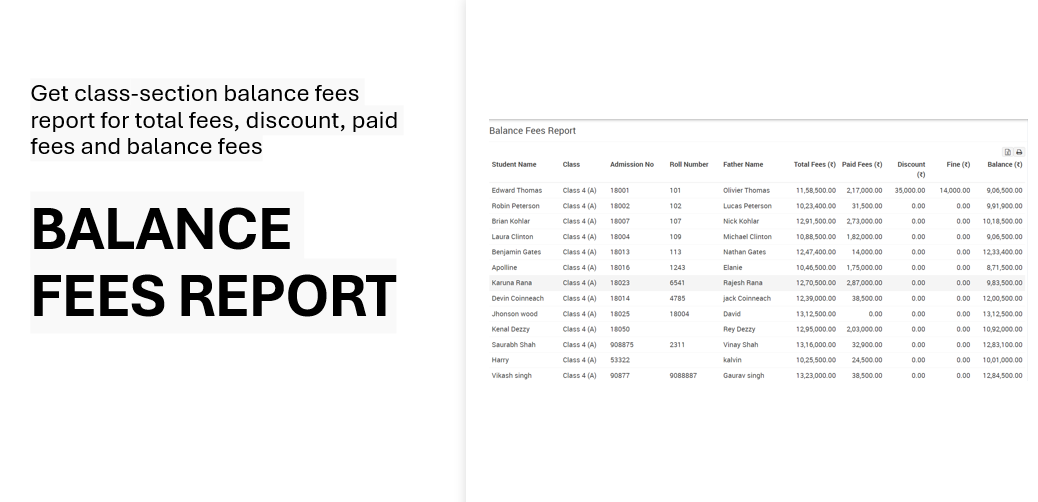 Get class-section balance fees
report for total fees, discount, paid
fees and balance fees
BALANCE
FEES REPORT
Balance Fees Report
Student Name Class Admission No Roll Number Father Name Total Fees (₹) Paid Fees (₹) Discount (₹) Fine (₹) Balance (₹)
Edward Thomas Class 4 (A) 18001 101 Olivier Thomas 11,58,500.00 2,17,000.00 35,000.00 14,000.00 9,06,500.00
Robin Peterson Class 4 (A) 18002 102 Lucas Peterson 10,23,400.00 31,500.00 0.00 0.00 9,91,900.00
Brian Kohlar Class 4 (A) 18007 107 Nick Kohlar 12,91,500.00 2,73,000.00 0.00 0.00 10,18,500.00
Laura Clinton Class 4 (A) 18004 109 Michael Clinton 10,88,500.00 1,82,000.00 0.00 0.00 9,06,500.00
Benjamin Gates Class 4 (A) 18013 113 Nathan Gates 12,47,400.00 14,000.00 0.00 0.00 12,33,400.00
Apolline Class 4 (A) 18016 1243 Elanie 10,46,500.00 1,75,000.00 0.00 0.00 8,71,500.00
Karuna Rana Class 4 (A) 18023 6541 Rajesh Rana 12,70,500.00 2,87,000.00 0.00 0.00 9,83,500.00
Devin Coinneach Class 4 (A) 18014 4785 jack Coinneach 12,39,000.00 38,500.00 0.00 0.00 12,00,500.00
Jhonson wood Class 4 (A) 18025 18004 David 13,12,500.00 0.00 0.00 0.00 13,12,500.00
Kenal Dezzy Class 4 (A) 18050 Rey Dezzy 12,95,000.00 2,03,000.00 0.00 0.00 10,92,000.00
Saurabh Shah Class 4 (A) 908875 2311 Vinay Shah 13,16,000.00 32,900.00 0.00 0.00 12,83,100.00
Harry Class 4 (A) 53322 kalvin 10,25,500.00 24,500.00 0.00 0.00 10,01,000.00
Vikash singh Class 4 (A) 90877 9088887 Gaurav singh 13,23,000.00 38,500.00 0.00 0.00 12,84,500.00